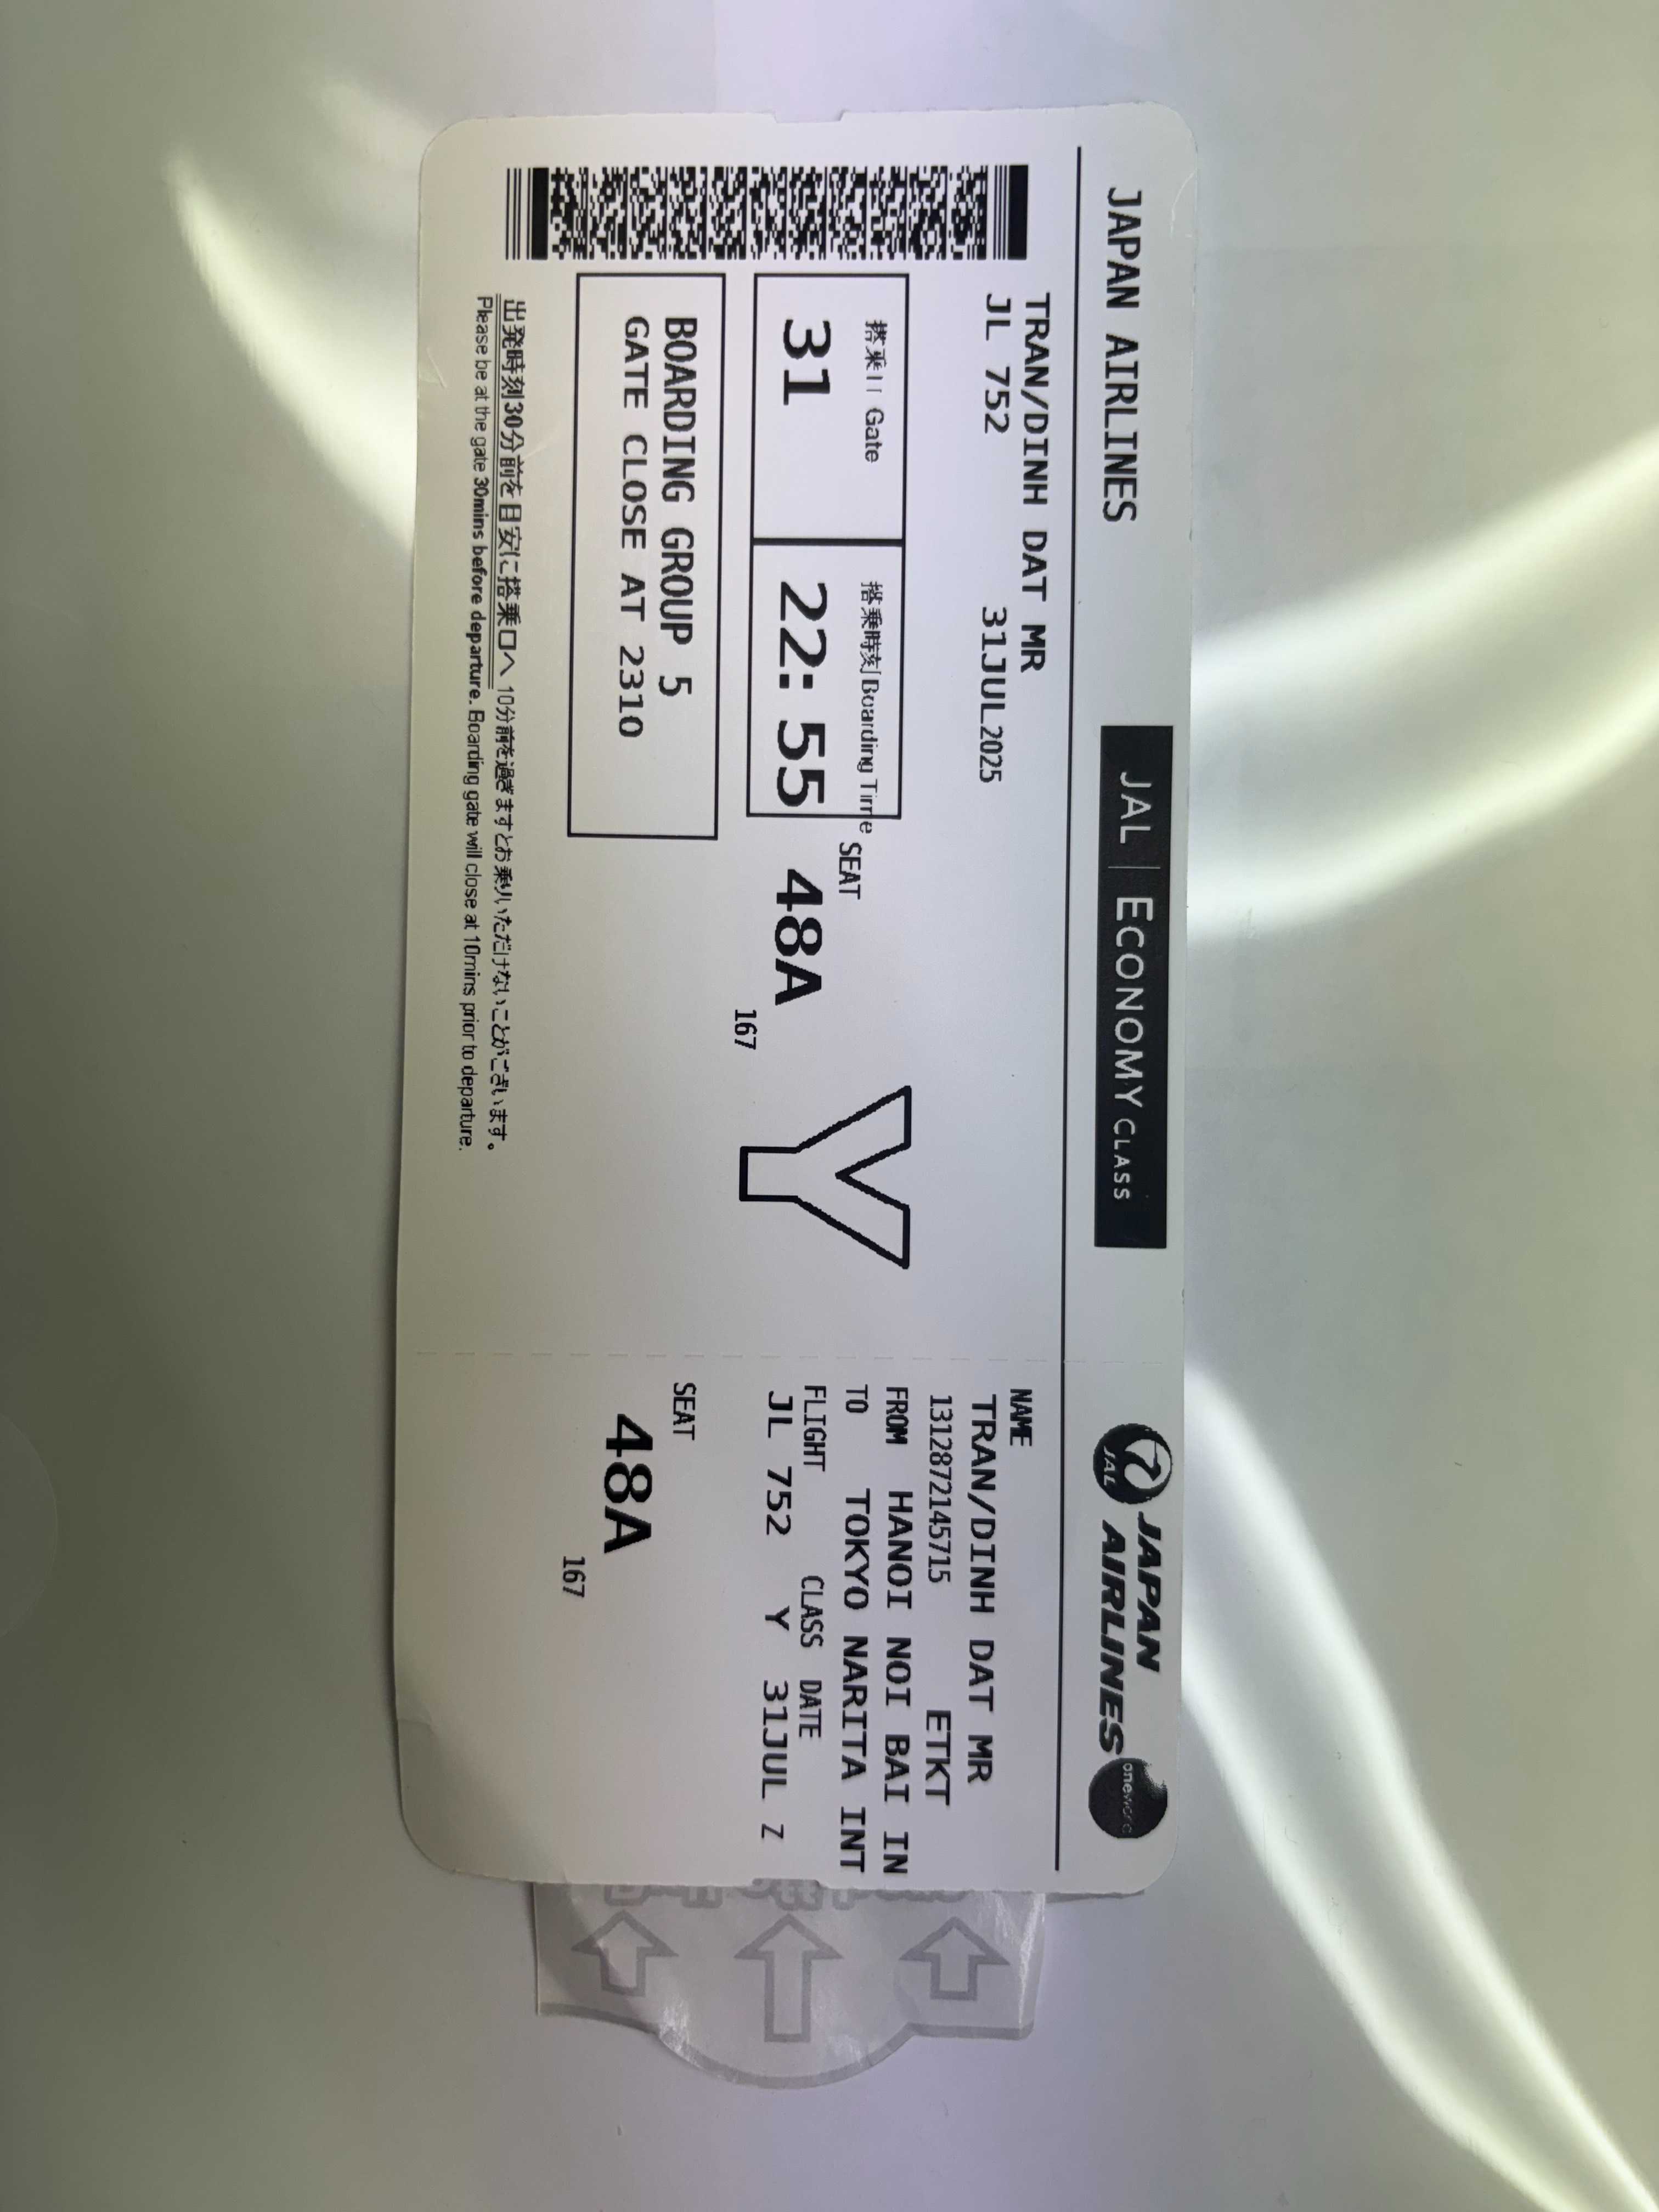 JAPAN AIRLINES
JAL ECONOMY CLASS
JAL JAPAN AIRLINES
oneworld
TRAN/DINH DAT MR
JL 752 31JUL2025
搭乗口 Gate
31
搭乗時刻 Boarding Time
22:55
SEAT
48A
167
Y
BOARDING GROUP 5
GATE CLOSE AT 2310
出発時刻30分前を目安に搭乗口へ 10分前を過ぎますとお乗りいただけないことがございます。
Please be at the gate 30mins before departure. Boarding gate will close at 10mins prior to departure.
NAME
TRAN/DINH DAT MR
1312872145715 ETKT
FROM HANOI NOI BAI IN
TO TOKYO NARITA INT
FLIGHT CLASS DATE
JL 752 Y 31JUL Z
SEAT
48A
167